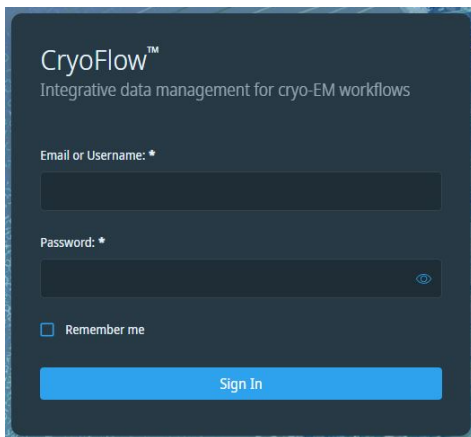 CryoFlow™
Integrative data management for cryo-EM workflows
Email or Username: *
Password: *
Remember me
Sign In